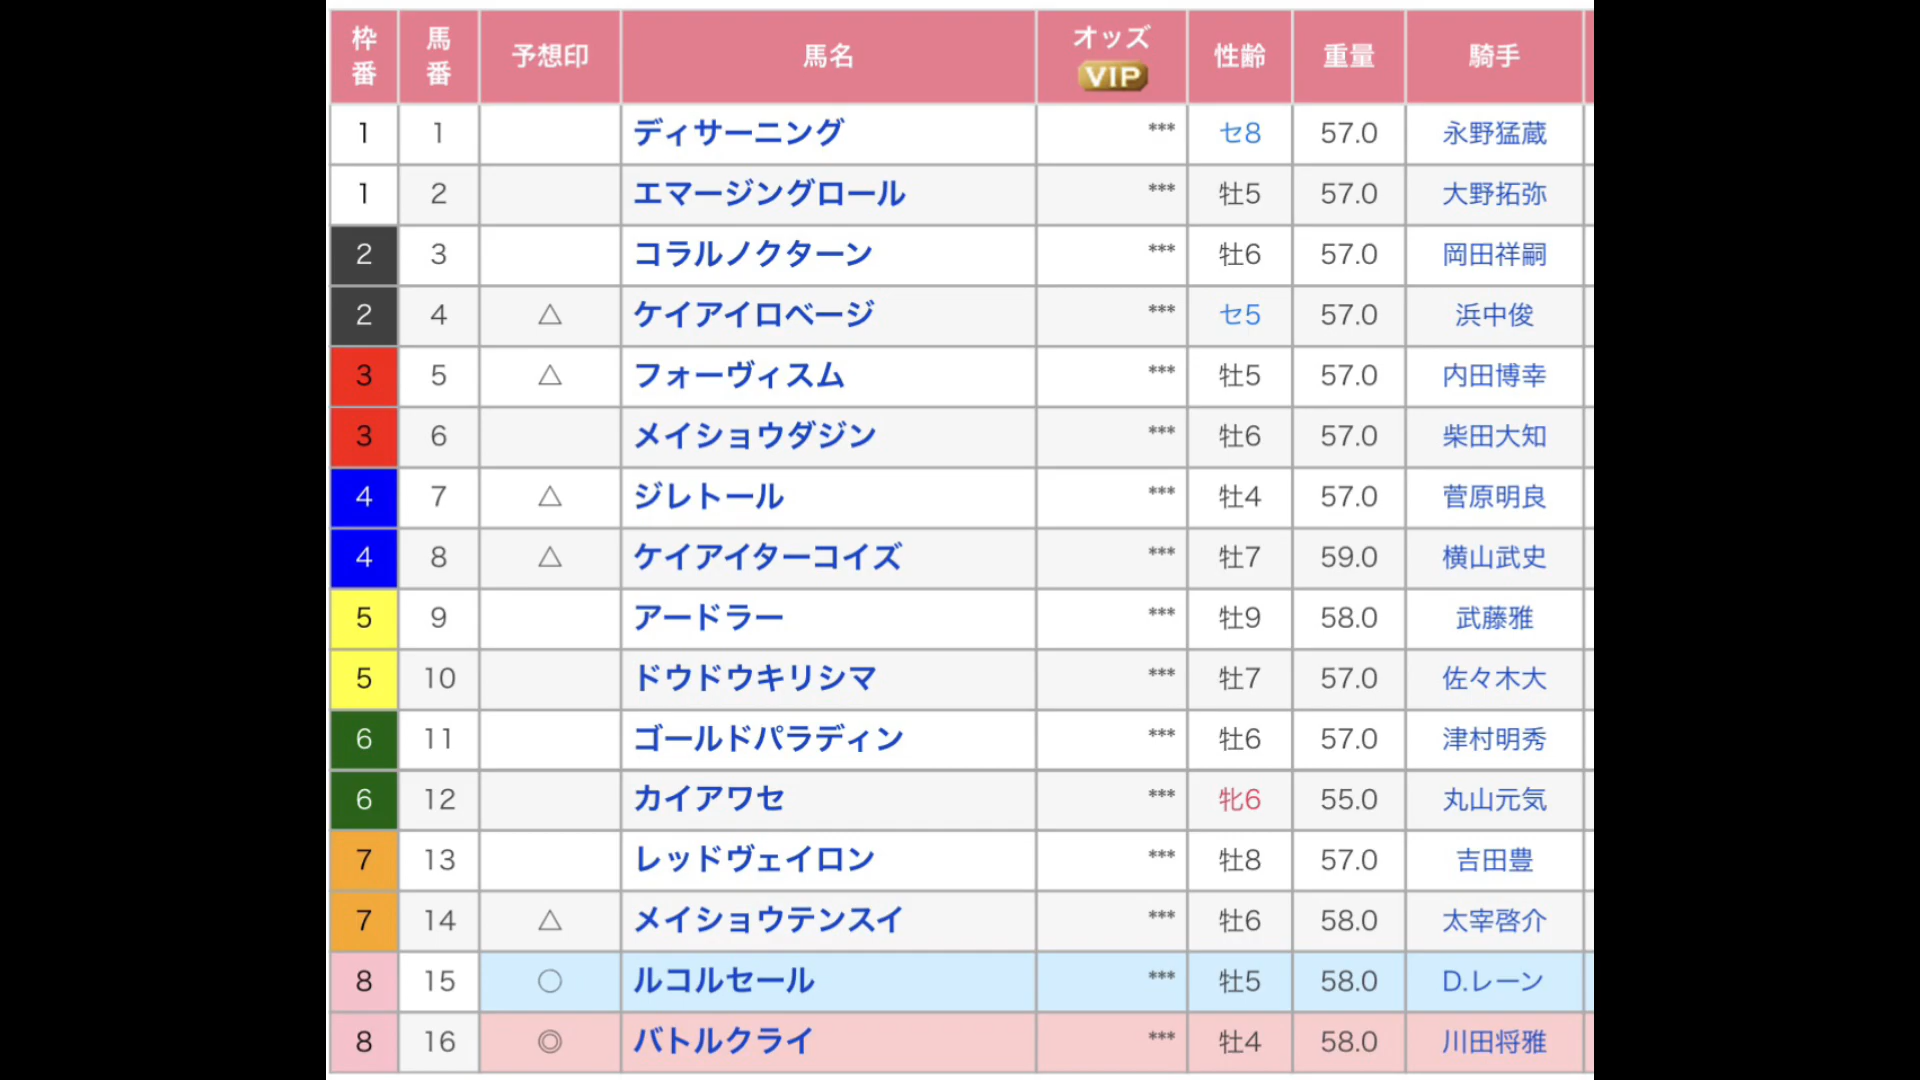 枠番 馬番 予想印 馬名 オッズ VIP 性齢 重量 騎手
1 1 ディサーニング *** セ8 57.0 永野猛蔵
1 2 エマージングロール *** 牡5 57.0 大野拓弥
2 3 コラルノクターン *** 牡6 57.0 岡田祥嗣
2 4 △ ケイアイロベージ *** セ5 57.0 浜中俊
3 5 △ フォーヴィスム *** 牡5 57.0 内田博幸
3 6 メイショウダジン *** 牡6 57.0 柴田大知
4 7 △ ジレトール *** 牡4 57.0 菅原明良
4 8 △ ケイアイターコイズ *** 牡7 59.0 横山武史
5 9 アードラー *** 牡9 58.0 武藤雅
5 10 ドウドウキリシマ *** 牡7 57.0 佐々木大
6 11 ゴールドパラディン *** 牡6 57.0 津村明秀
6 12 カイアワセ *** 牝6 55.0 丸山元気
7 13 レッドヴェイロン *** 牡8 57.0 吉田豊
7 14 △ メイショウテンスイ *** 牡6 58.0 太宰啓介
8 15 ○ ルコルセール *** 牡5 58.0 D.レーン
8 16 ◎ バトルクライ *** 牡4 58.0 川田将雅